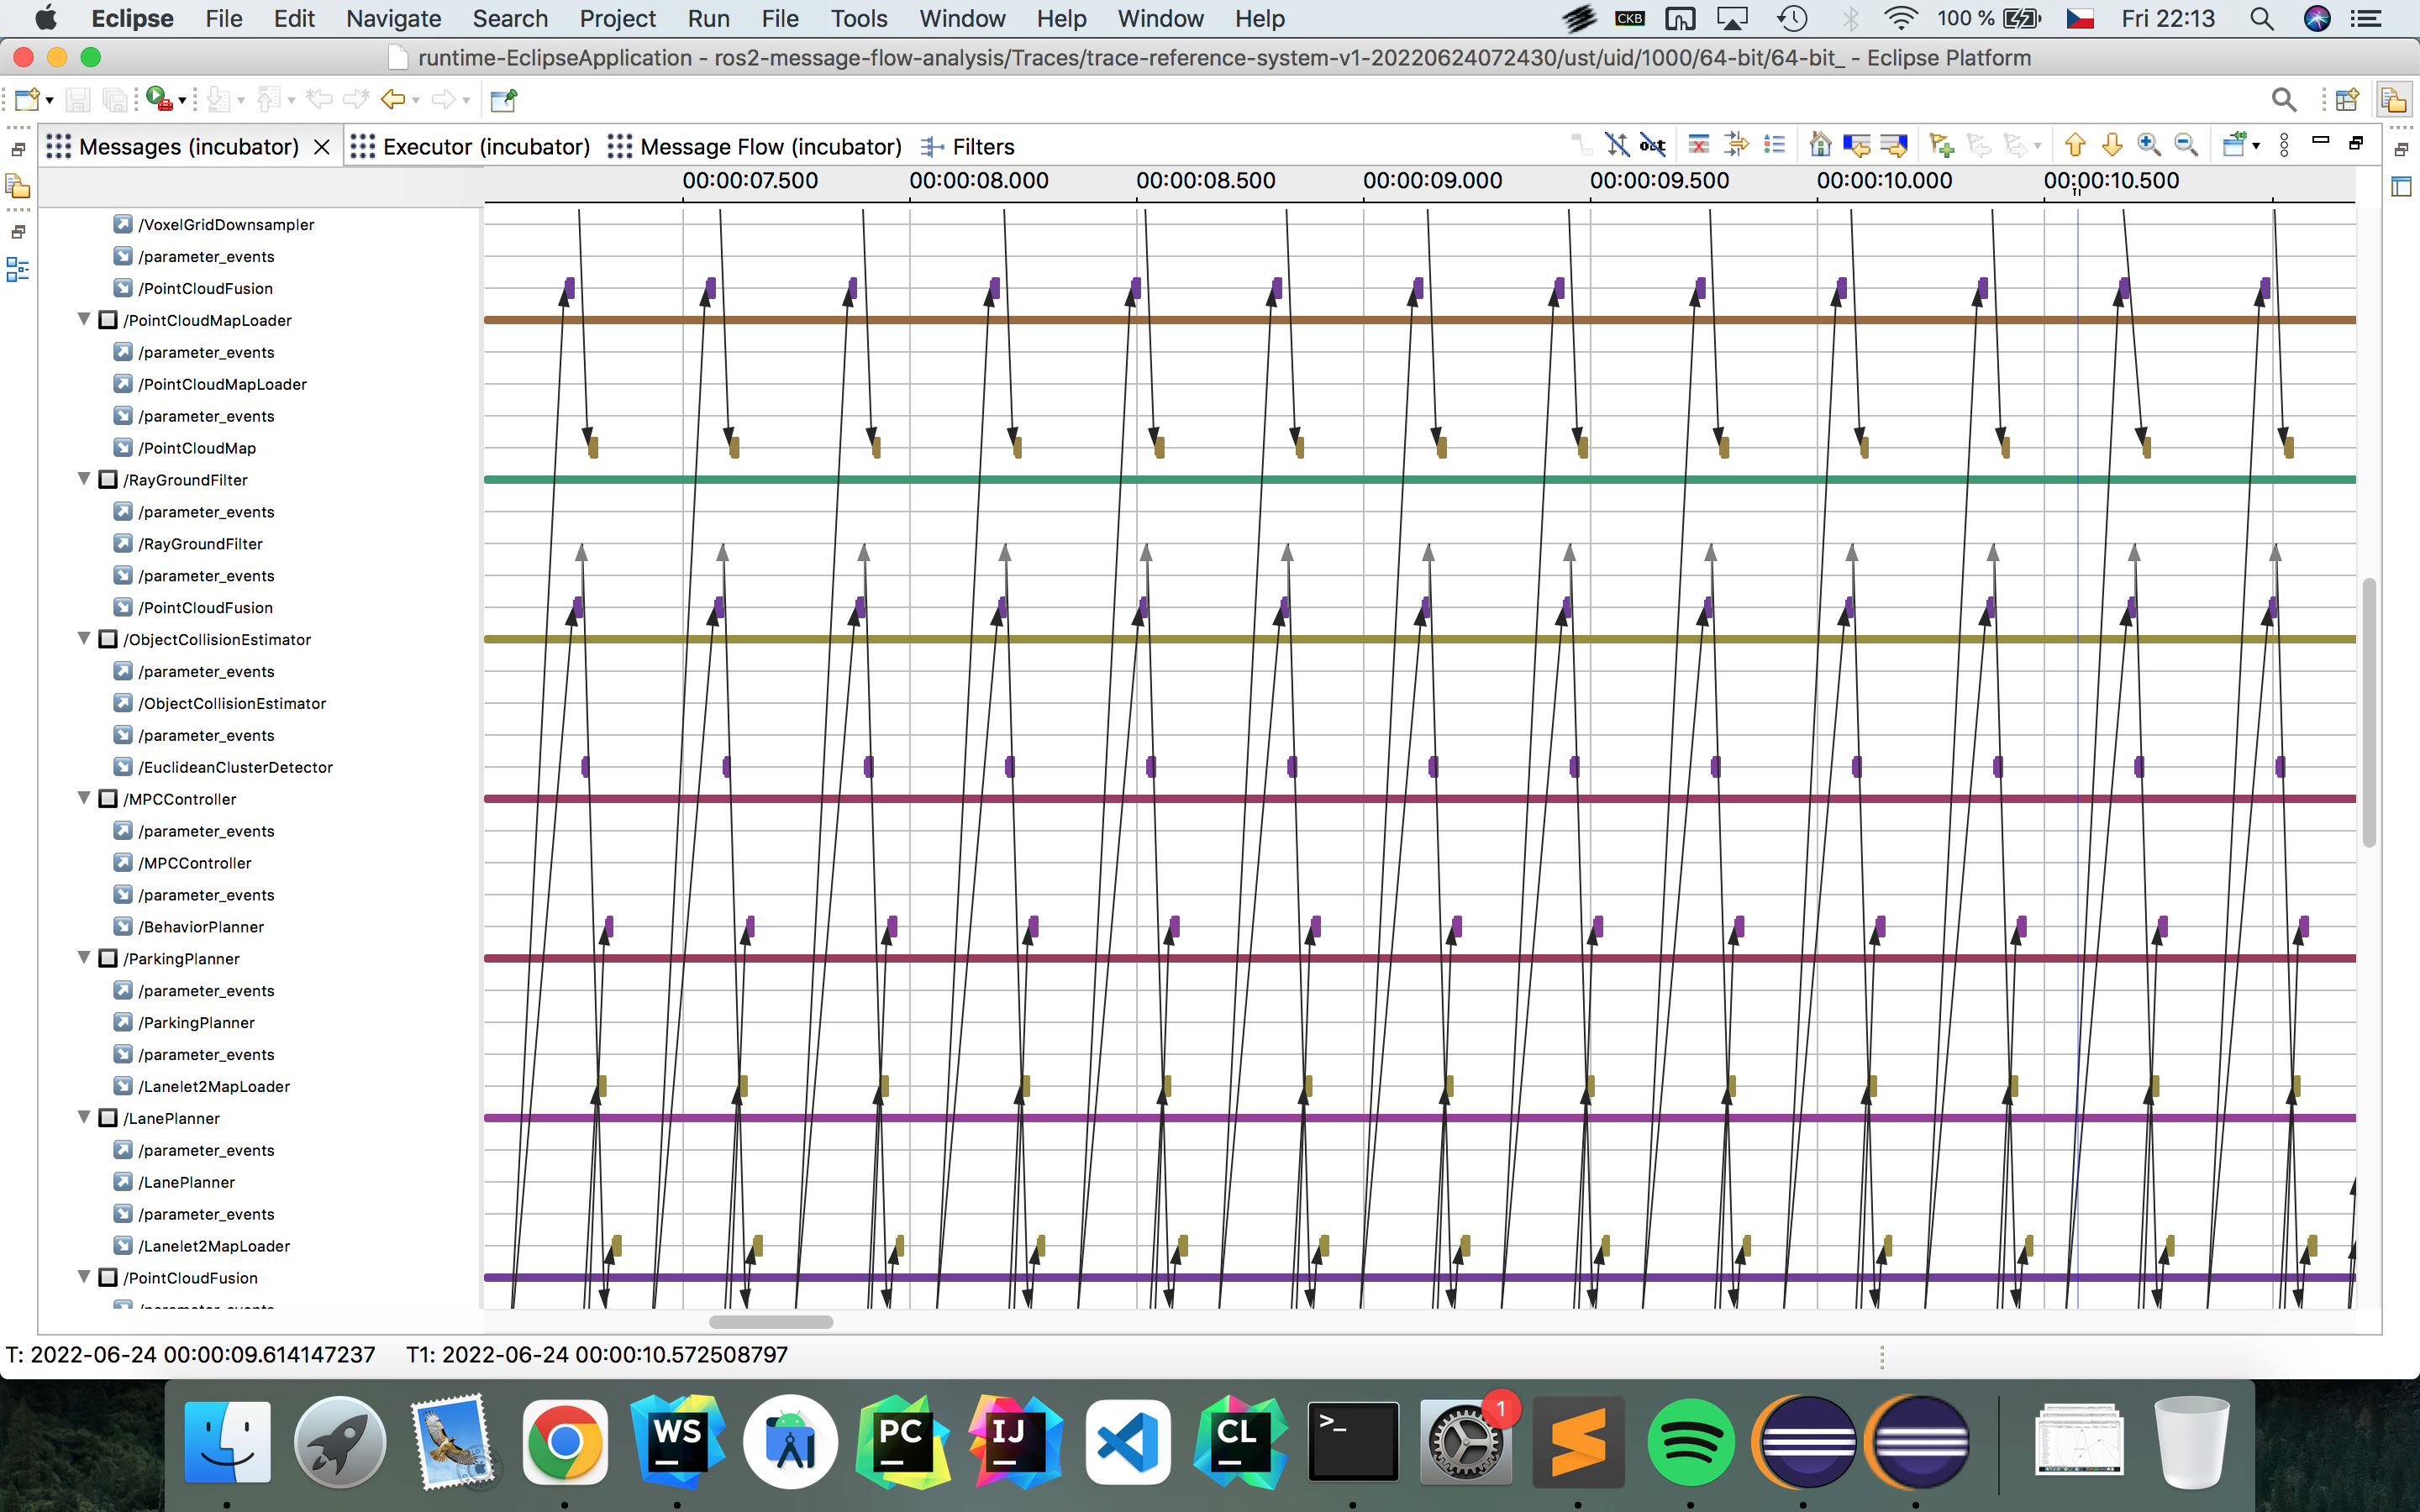 Eclipse File Edit Navigate Search Project Run File Tools Window Help Window Help CKB 100 % Fri 22:13
runtime-EclipseApplication - ros2-message-flow-analysis/Traces/trace-reference-system-v1-20220624072430/ust/uid/1000/64-bit/64-bit_ - Eclipse Platform
Messages (incubator) Executor (incubator) Message Flow (incubator) Filters
00:00:07.500 00:00:08.000 00:00:08.500 00:00:09.000 00:00:09.500 00:00:10.000 00:00:10.500
/VoxelGridDownsampler
/parameter_events
/PointCloudFusion
/PointCloudMapLoader
/parameter_events
/PointCloudMapLoader
/parameter_events
/PointCloudMap
/RayGroundFilter
/parameter_events
/RayGroundFilter
/parameter_events
/PointCloudFusion
/ObjectCollisionEstimator
/parameter_events
/ObjectCollisionEstimator
/parameter_events
/EuclideanClusterDetector
/MPCController
/parameter_events
/MPCController
/parameter_events
/BehaviorPlanner
/ParkingPlanner
/parameter_events
/ParkingPlanner
/parameter_events
/Lanelet2MapLoader
/LanePlanner
/parameter_events
/LanePlanner
/parameter_events
/Lanelet2MapLoader
/PointCloudFusion
T: 2022-06-24 00:00:09.614147237 T1: 2022-06-24 00:00:10.572508797
WS PC IJ CL >_ 1